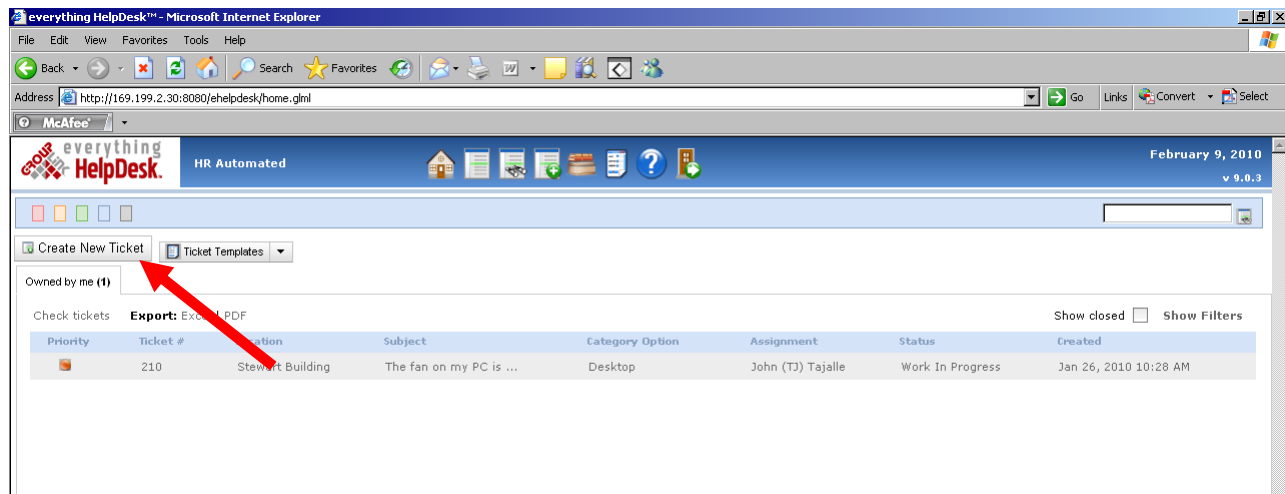 everything HelpDesk™ - Microsoft Internet Explorer
File Edit View Favorites Tools Help
Back Search Favorites
Address http://169.199.2.30:8080/ehelpdesk/home.glml Go Links Convert Select
McAfee
GROUP everything HelpDesk. HR Automated February 9, 2010
v 9.0.3
Create New Ticket Ticket Templates
Owned by me (1)
Check tickets Export: PDF Show closed Show Filters
Priority Ticket # Subject Category Option Assignment Status Created
210 Building The fan on my PC is ... Desktop John (TJ) Tajalle Work In Progress Jan 26, 2010 10:28 AM